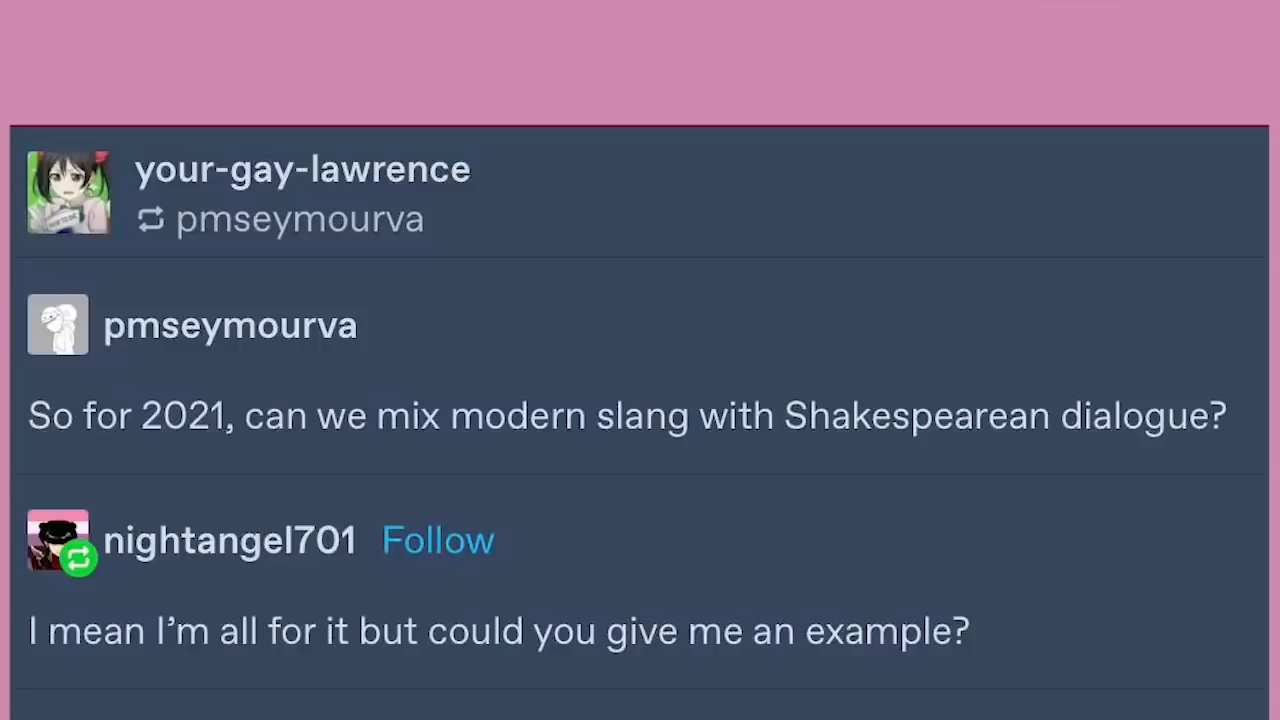 your-gay-lawrence
pmseymourva
pmseymourva
So for 2021, can we mix modern slang with Shakespearean dialogue?
nightangel701 Follow
I mean I’m all for it but could you give me an example?